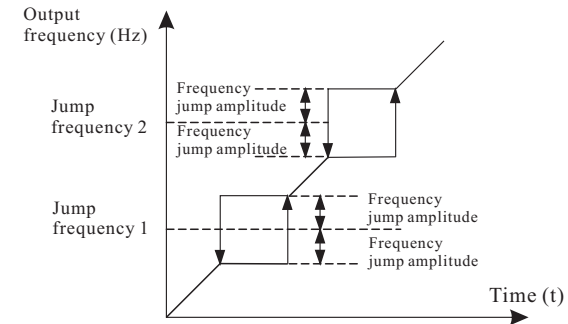 Output
frequency (Hz)
Frequency
jump amplitude
Jump
frequency 2
Frequency
jump amplitude
Jump
frequency 1
Frequency
jump amplitude
Frequency
jump amplitude
Time (t)